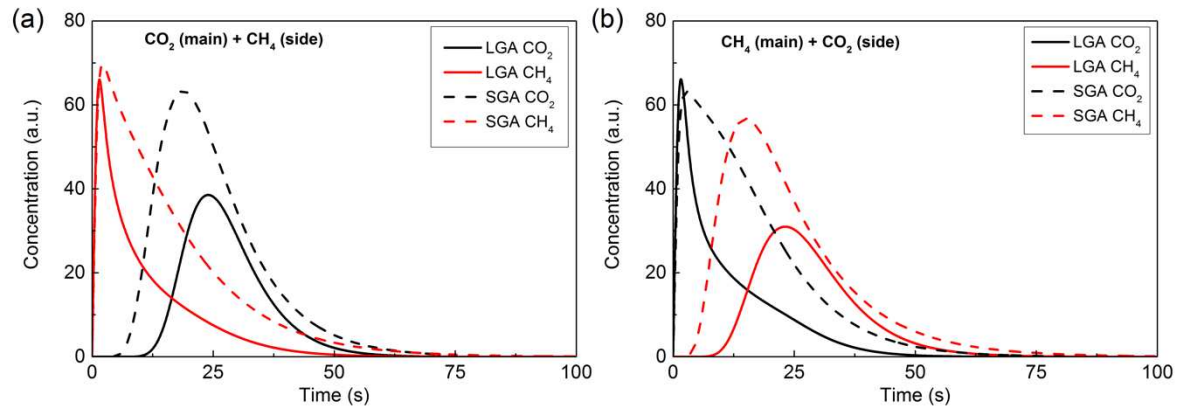 (a)
CO₂ (main) + CH₄ (side)
LGA CO₂
LGA CH₄
SGA CO₂
SGA CH₄
Concentration (a.u.)
80
60
40
20
0
0 25 50 75 100
Time (s)
(b)
CH₄ (main) + CO₂ (side)
LGA CO₂
LGA CH₄
SGA CO₂
SGA CH₄
Concentration (a.u.)
80
60
40
20
0
0 25 50 75 100
Time (s)